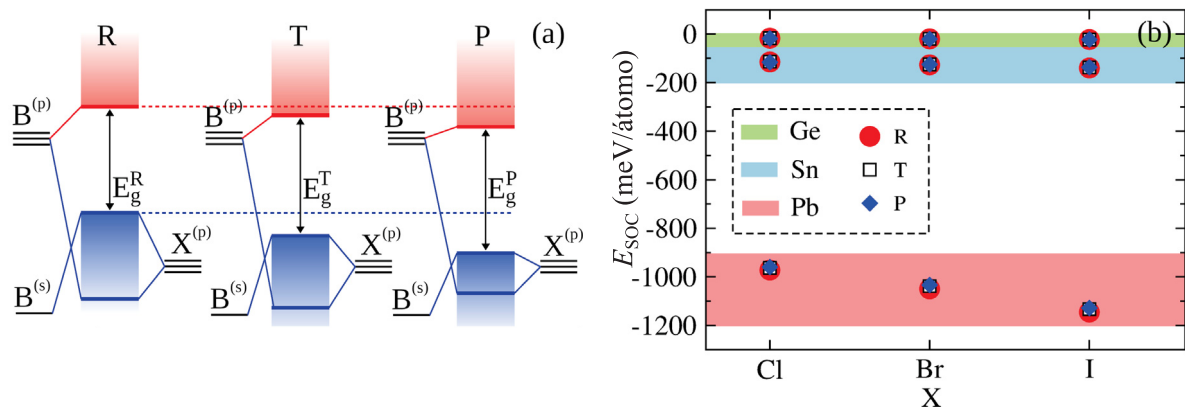 R T P (a)
B(p) B(p) B(p)
E_g^R E_g^T E_g^P
X(p) X(p) X(p)
B(s) B(s) B(s)
(b)
E_SOC (meV/átomo)
0
-200
-400
-600
-800
-1000
-1200
Ge R
Sn T
Pb P
Cl Br I
X